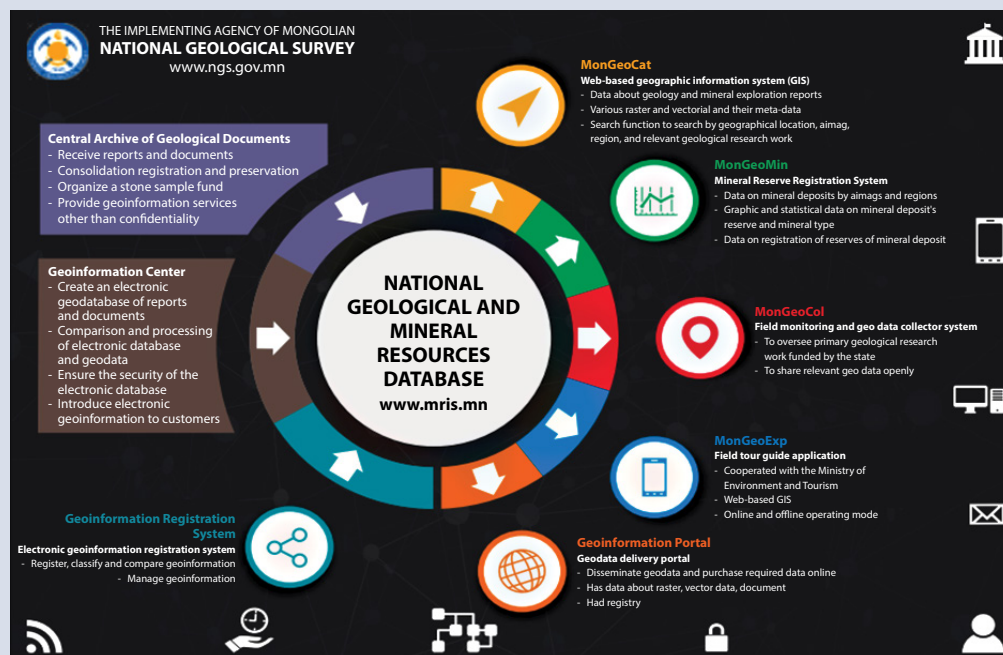 THE IMPLEMENTING AGENCY OF MONGOLIAN
NATIONAL GEOLOGICAL SURVEY
www.ngs.gov.mn
Central Archive of Geological Documents
- Receive reports and documents
- Consolidation registration and preservation
- Organize a stone sample fund
- Provide geoinformation services
other than confidentiality
Geoinformation Center
- Create an electronic
geodatabase of reports
and documents
- Comparison and processing
of electronic database
and geodata
- Ensure the security of the
electronic database
- Introduce electronic
geoinformation to customers
Geoinformation Registration
System
Electronic geoinformation registration system
- Register, classify and compare geoinformation
- Manage geoinformation
NATIONAL
GEOLOGICAL AND
MINERAL
RESOURCES
DATABASE
www.mris.mn
MonGeoCat
Web-based geographic information system (GIS)
- Data about geology and mineral exploration reports
- Various raster and vectorial and their meta-data
- Search function to search by geographical location, aimag,
region, and relevant geological research work
MonGeoMin
Mineral Reserve Registration System
- Data on mineral deposits by aimags and regions
- Graphic and statistical data on mineral deposit's
reserve and mineral type
- Data on registration of reserves of mineral deposit
MonGeoCol
Field monitoring and geo data collector system
- To oversee primary geological research
work funded by the state
- To share relevant geo data openly
MonGeoExp
Field tour guide application
- Cooperated with the Ministry of
Environment and Tourism
- Web-based GIS
- Online and offline operating mode
Geoinformation Portal
Geodata delivery portal
- Disseminate geodata and purchase required data online
- Has data about raster, vector data, document
- Had registry